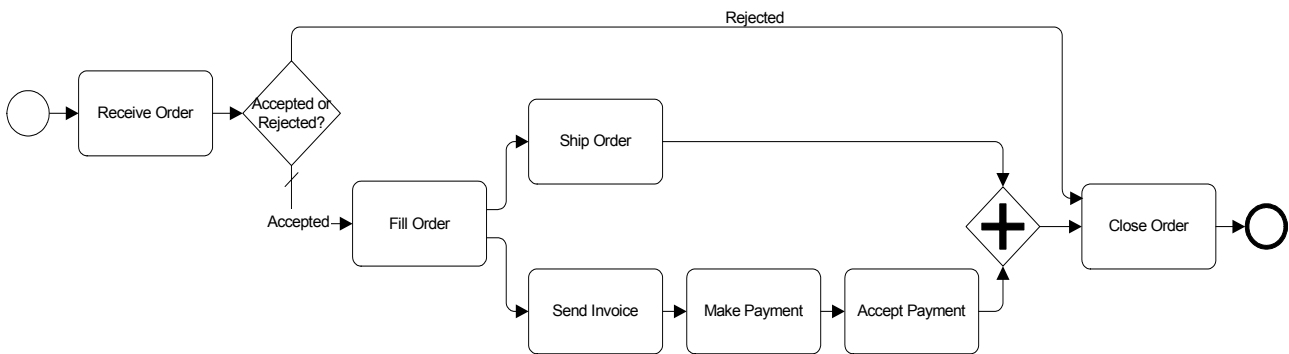 Rejected
Receive Order
Accepted or
Rejected?
Ship Order
Accepted
Fill Order
Close Order
Send Invoice
Make Payment
Accept Payment